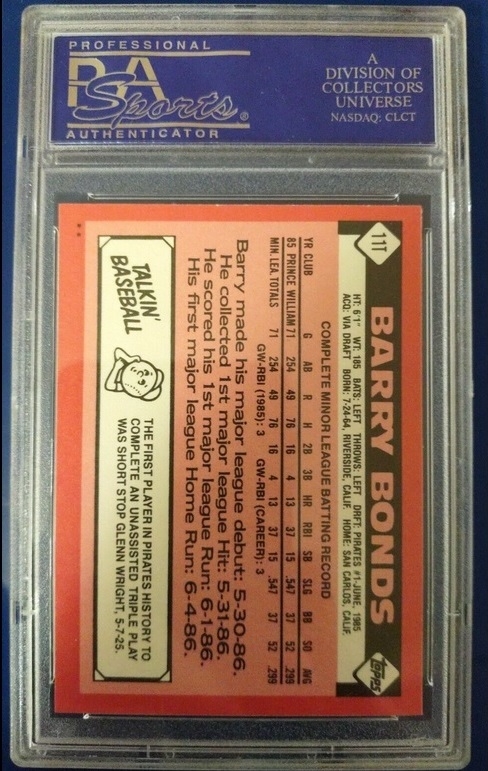 PROFESSIONAL
PSA
Sports®
AUTHENTICATOR
A
DIVISION OF
COLLECTORS
UNIVERSE
NASDAQ: CLCT
11T
BARRY BONDS
topps
HT: 6'1" WT: 185 BATS: LEFT THROWS: LEFT DRFT: PIRATES #1-JUNE, 1985
ACQ: VIA DRAFT BORN: 7-24-64, RIVERSIDE, CALIF. HOME: SAN CARLOS, CALIF.
COMPLETE MINOR LEAGUE BATTING RECORD
YR CLUB G AB R H 2B 3B HR RBI SB SLG BB SO AVG
85 PRINCE WILLIAM 71 254 49 76 16 4 13 37 15 .547 37 52 .299
MIN. LEA. TOTALS 71 254 49 76 16 4 13 37 15 .547 37 52 .299
GW-RBI (1985): 3 GW-RBI (CAREER): 3
Barry made his major league debut: 5-30-86.
He collected 1st major league Hit: 5-31-86.
He scored his 1st major league Run: 6-1-86.
His first major league Home Run: 6-4-86.
TALKIN'
BASEBALL
THE FIRST PLAYER IN PIRATES HISTORY TO
COMPLETE AN UNASSISTED TRIPLE PLAY
WAS SHORT STOP GLENN WRIGHT, 5-7-25.
**